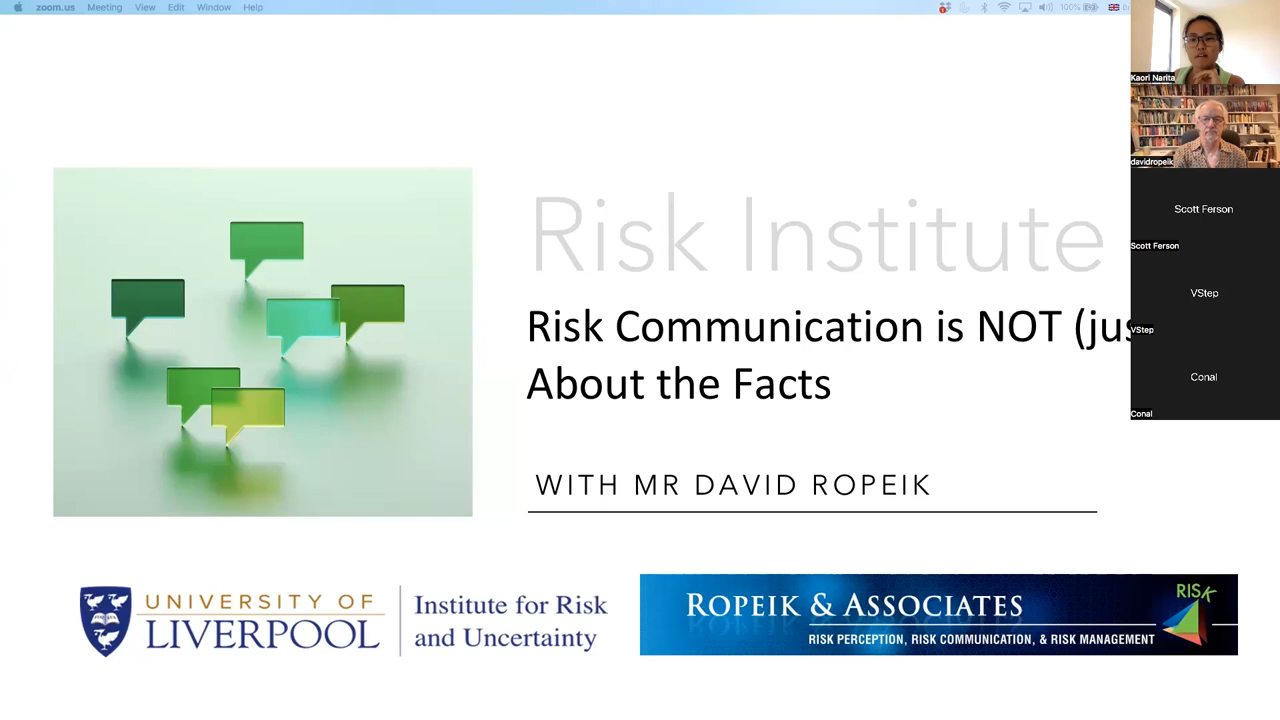 zoom.us Meeting View Edit Window Help
100%
Kaori Narita
davidropeik
Scott Ferson
Scott Ferson
VStep
VStep
Conal
Conal
Risk Institute
Risk Communication is NOT (jus
About the Facts
WITH MR DAVID ROPEIK
UNIVERSITY OF
LIVERPOOL
Institute for Risk
and Uncertainty
ROPEIK & ASSOCIATES
RISK PERCEPTION, RISK COMMUNICATION, & RISK MANAGEMENT
RISK